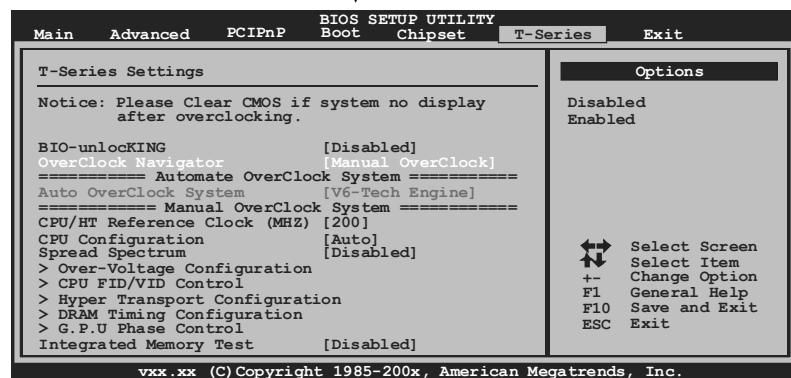 BIOS SETUP UTILITY
Main Advanced PCIPnP Boot Chipset T-Series Exit
T-Series Settings
Notice: Please Clear CMOS if system no display
after overclocking.
BIO-unlocKING [Disabled]
OverClock Navigator [Manual OverClock]
=========== Automate OverClock System ===========
Auto OverClock System [V6-Tech Engine]
============ Manual OverClock System ============
CPU/HT Reference Clock (MHZ) [200]
CPU Configuration [Auto]
Spread Spectrum [Disabled]
> Over-Voltage Configuration
> CPU FID/VID Control
> Hyper Transport Configuration
> DRAM Timing Configuration
> G.P.U Phase Control
Integrated Memory Test [Disabled]
Options
Disabled
Enabled
Select Screen
Select Item
+- Change Option
F1 General Help
F10 Save and Exit
ESC Exit
vxx.xx (C)Copyright 1985-200x, American Megatrends, Inc.